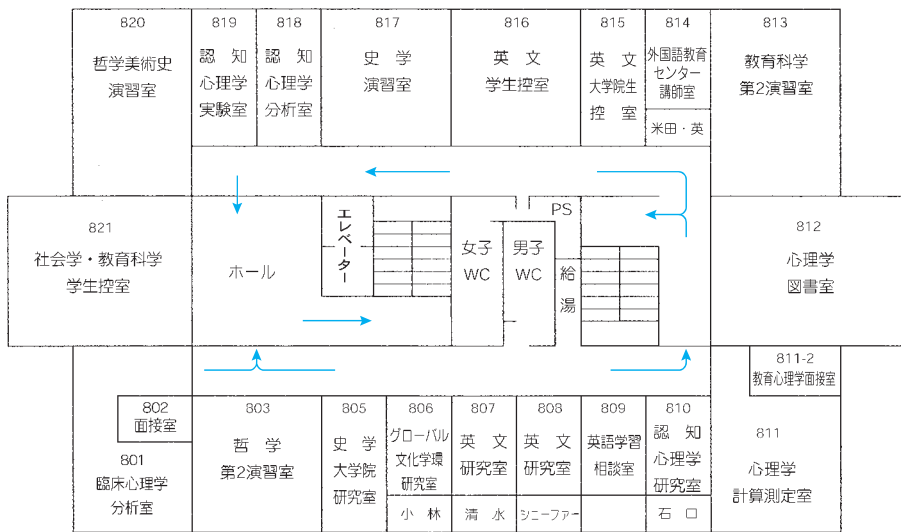 820
哲学美術史
演習室
819
認知
心理学
実験室
818
認知
心理学
分析室
817
史学
演習室
816
英文
学生控室
815
英文
大学院生
控室
814
外国語教育
センター
講師室
米田・英
813
教育科学
第2演習室
821
社会学・教育科学
学生控室
ホール
エレベーター
女子
WC
男子
WC
PS
給湯
812
心理学
図書室
811-2
教育心理学面接室
802
面接室
801
臨床心理学
分析室
803
哲学
第2演習室
805
史学
大学院
研究室
806
グローバル
文化学環
研究室
小林
807
英文
研究室
清水
808
英文
研究室
シニーファー
809
英語学習
相談室
810
認知
心理学
研究室
石口
811
心理学
計算測定室